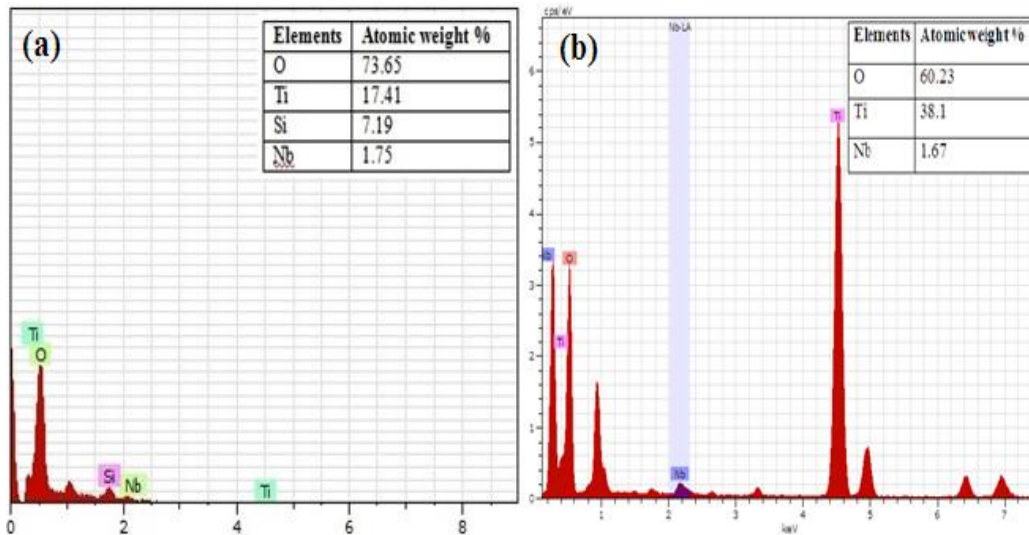 (a)
Elements Atomic weight %
O 73.65
Ti 17.41
Si 7.19
Nb 1.75
Ti
O
Si
Nb
Ti
0 2 4 6 8
cps/eV
Nb-LA
(b)
Elements Atomic weight %
O 60.23
Ti 38.1
Nb 1.67
6
5
4
3
2
1
0
Ti
O
Ti
Nb
1 2 3 4 5 6 7
keV